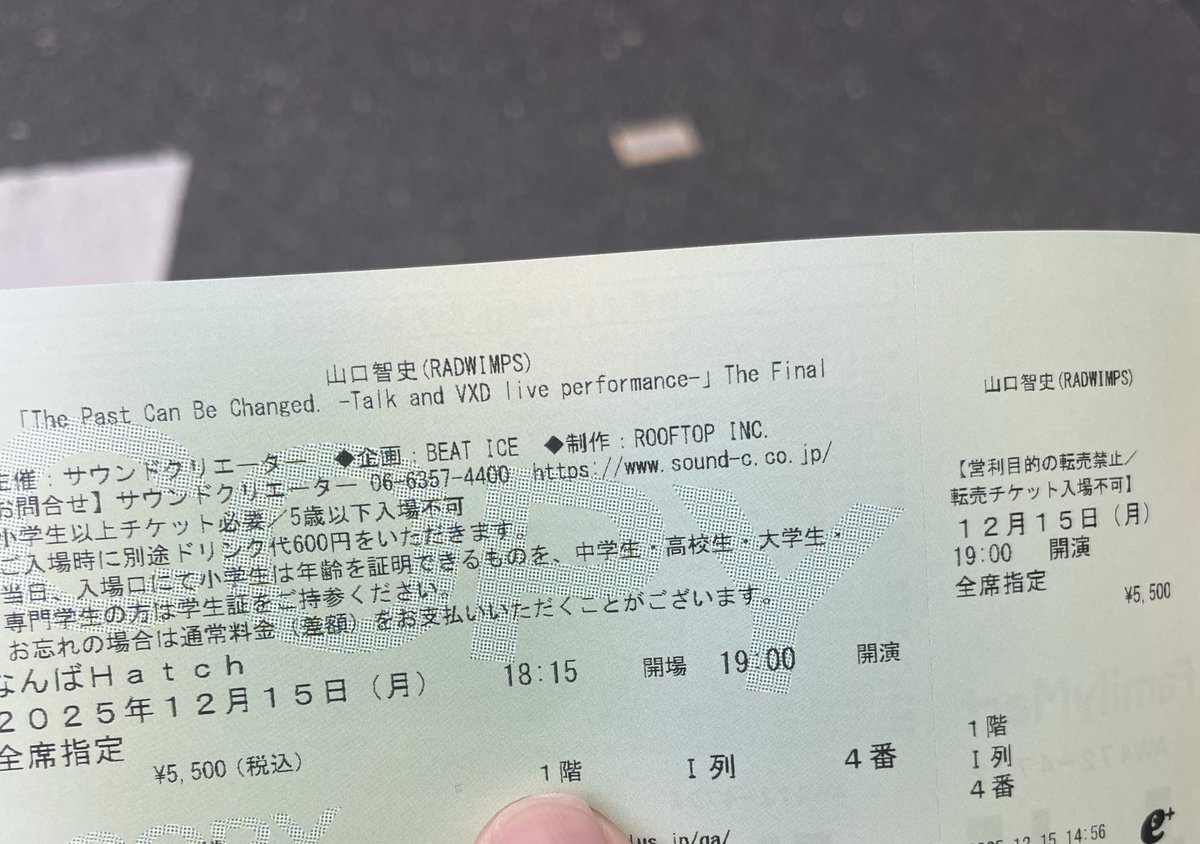 山口智史(RADWIMPS)
「The Past Can Be Changed. -Talk and VXD live performance-」The Final
主催：サウンドクリエーター ◆企画：BEAT ICE ◆制作：ROOFTOP INC.
お問合せ】サウンドクリエーター 06-6357-4400 https://www.sound-c.co.jp/
小学生以上チケット必要／5歳以下入場不可
ご入場時に別途ドリンク代600円をいただきます。
当日、入場口にて小学生は年齢を証明できるものを、中学生・高校生・大学生・
専門学生の方は学生証をご持参ください。
お忘れの場合は通常料金（差額）をお支払いいただくことがございます。
なんばＨａｔｃｈ
２０２５年１２月１５日（月） 18:15 開場 19:00 開演
全席指定
¥5,500（税込） １階 Ｉ列 ４番
us.jp/qa/
COPY
COPY
山口智史(RADWIMPS)
【営利目的の転売禁止／
転売チケット入場不可】
１２月１５日（月）
19:00 開演
全席指定
¥5,500
１階
Ｉ列
４番
12.15 14:56
e+